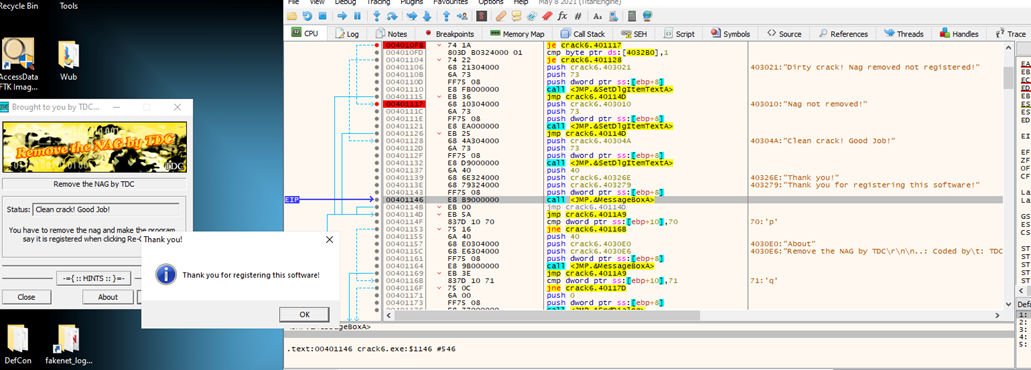 Recycle Bin
Tools
AccessData
FTK Imag...
Wub
DefCon
fakenet_log...
Brought to you by TDC...
Remove the NAG by TDC
TDC
Remove the NAG by TDC
Status: Clean crack! Good Job!
You have to remove the nag and make the program
say it is registered when clicking Re-C
-={:: HINTS ::}=-
Close
About
Thank you!
Thank you for registering this software!
OK
File View Debug Tracing Plugins Favourites Options Help May 8 2021 (TitanEngine)
CPU Log Notes Breakpoints Memory Map Call Stack SEH Script Symbols Source References Threads Handles Trace
EIP
004010FB 74 1A je crack6.401117
004010FD 803D B0324000 01 cmp byte ptr ds:[4032B0],1
00401104 74 22 je crack6.401128
00401106 68 21304000 push crack6.403021 403021:"Dirty crack! Nag removed not registered!"
0040110B 6A 73 push 73
0040110D FF75 08 push dword ptr ss:[ebp+8]
00401110 E8 FB000000 call <JMP.&SetDlgItemTextA>
00401115 EB 36 jmp crack6.40114D
00401117 68 10304000 push crack6.403010 403010:"Nag not removed!"
0040111C 6A 73 push 73
0040111E FF75 08 push dword ptr ss:[ebp+8]
00401121 E8 EA000000 call <JMP.&SetDlgItemTextA>
00401126 EB 25 jmp crack6.40114D
00401128 68 4A304000 push crack6.40304A 40304A:"Clean crack! Good Job!"
0040112D 6A 73 push 73
0040112F FF75 08 push dword ptr ss:[ebp+8]
00401132 E8 D9000000 call <JMP.&SetDlgItemTextA>
00401137 6A 40 push 40
00401139 68 6E324000 push crack6.40326E 40326E:"Thank you!"
0040113E 68 79324000 push crack6.403279 403279:"Thank you for registering this software!"
00401143 FF75 08 push dword ptr ss:[ebp+8]
00401146 E8 B9000000 call <JMP.&MessageBoxA>
0040114B EB 00 jmp crack6.40114D
0040114D EB 5A jmp crack6.4011A9
0040114F 837D 10 70 cmp dword ptr ss:[ebp+10],70 70:'p'
00401153 75 16 jne crack6.40116B
00401155 6A 40 push 40
00401157 68 E0304000 push crack6.4030E0 4030E0:"About"
0040115C 68 E6304000 push crack6.4030E6 4030E6:"Remove the NAG by TDC\r\n\n..: Coded by\t: TDC
00401161 FF75 08 push dword ptr ss:[ebp+8]
00401164 E8 9B000000 call <JMP.&MessageBoxA>
00401169 EB 3E jmp crack6.4011A9
0040116B 837D 10 71 cmp dword ptr ss:[ebp+10],71 71:'q'
0040116F 75 0C jne crack6.40117D
00401171 6A 00 push 0
00401173 FF75 08 push dword ptr ss:[ebp+8]
.text:00401146 crack6.exe:$1146 #546
Defa
1:
2:
3:
4:
5: